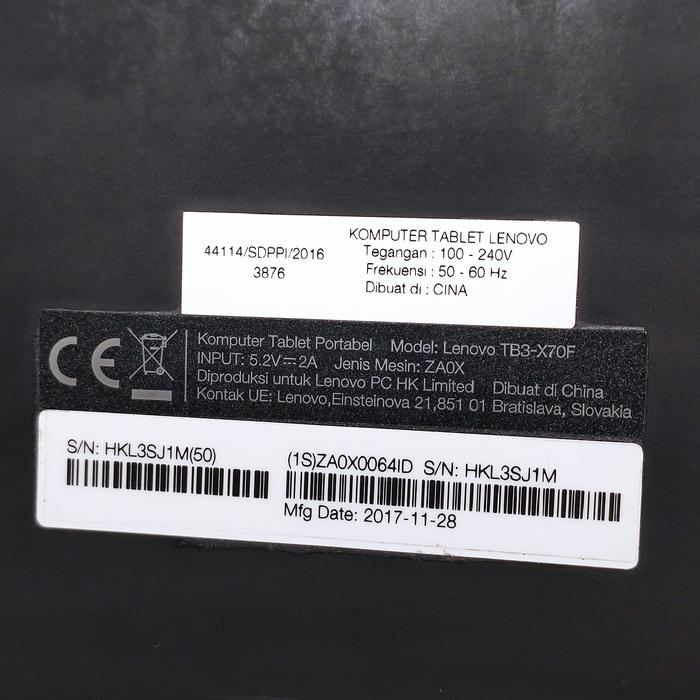 44114/SDPPI/2016
3876
KOMPUTER TABLET LENOVO
Tegangan : 100 - 240V
Frekuensi : 50 - 60 Hz
Dibuat di : CINA
CE
Komputer Tablet Portabel Model: Lenovo TB3-X70F
INPUT: 5.2V⎓2A Jenis Mesin: ZA0X
Diproduksi untuk Lenovo PC HK Limited Dibuat di China
Kontak UE: Lenovo,Einsteinova 21,851 01 Bratislava, Slovakia
S/N: HKL3SJ1M(50)
(1S)ZA0X0064ID S/N: HKL3SJ1M
Mfg Date: 2017-11-28